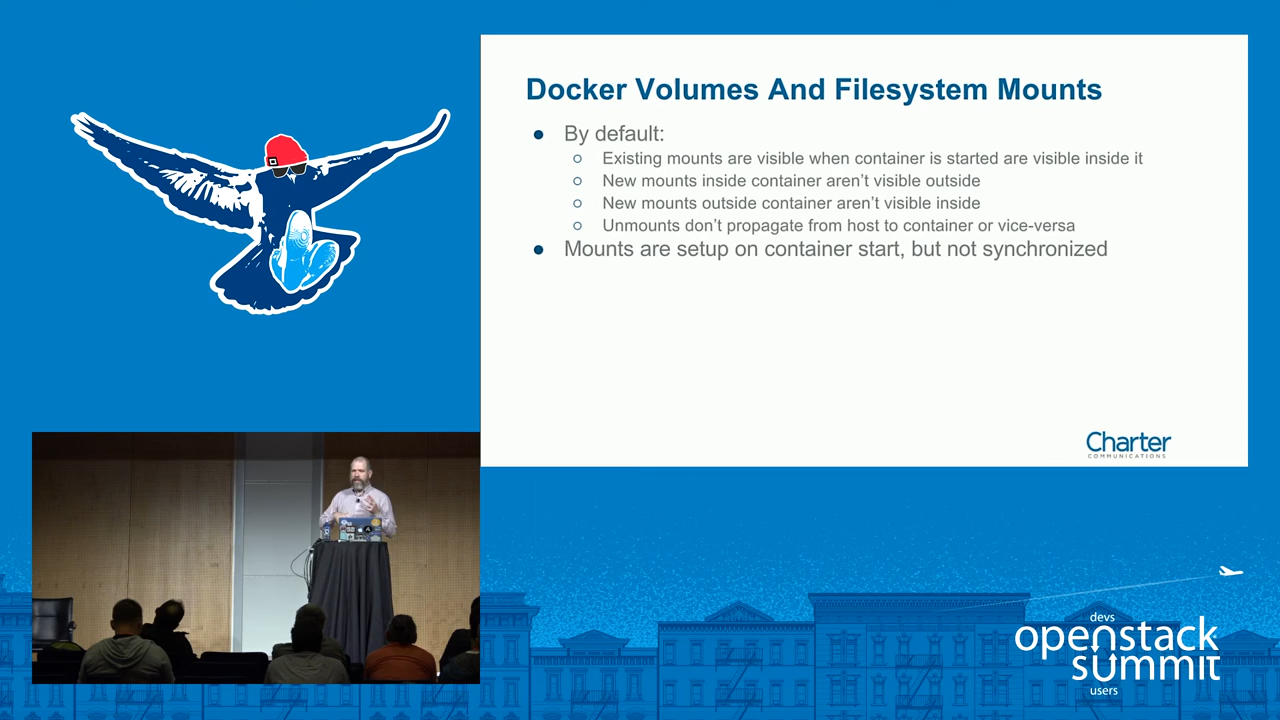 Docker Volumes And Filesystem Mounts
● By default:
○ Existing mounts are visible when container is started are visible inside it
○ New mounts inside container aren’t visible outside
○ New mounts outside container aren’t visible inside
○ Unmounts don’t propagate from host to container or vice-versa
● Mounts are setup on container start, but not synchronized
Charter
COMMUNICATIONS
devs
openstack
summit
users